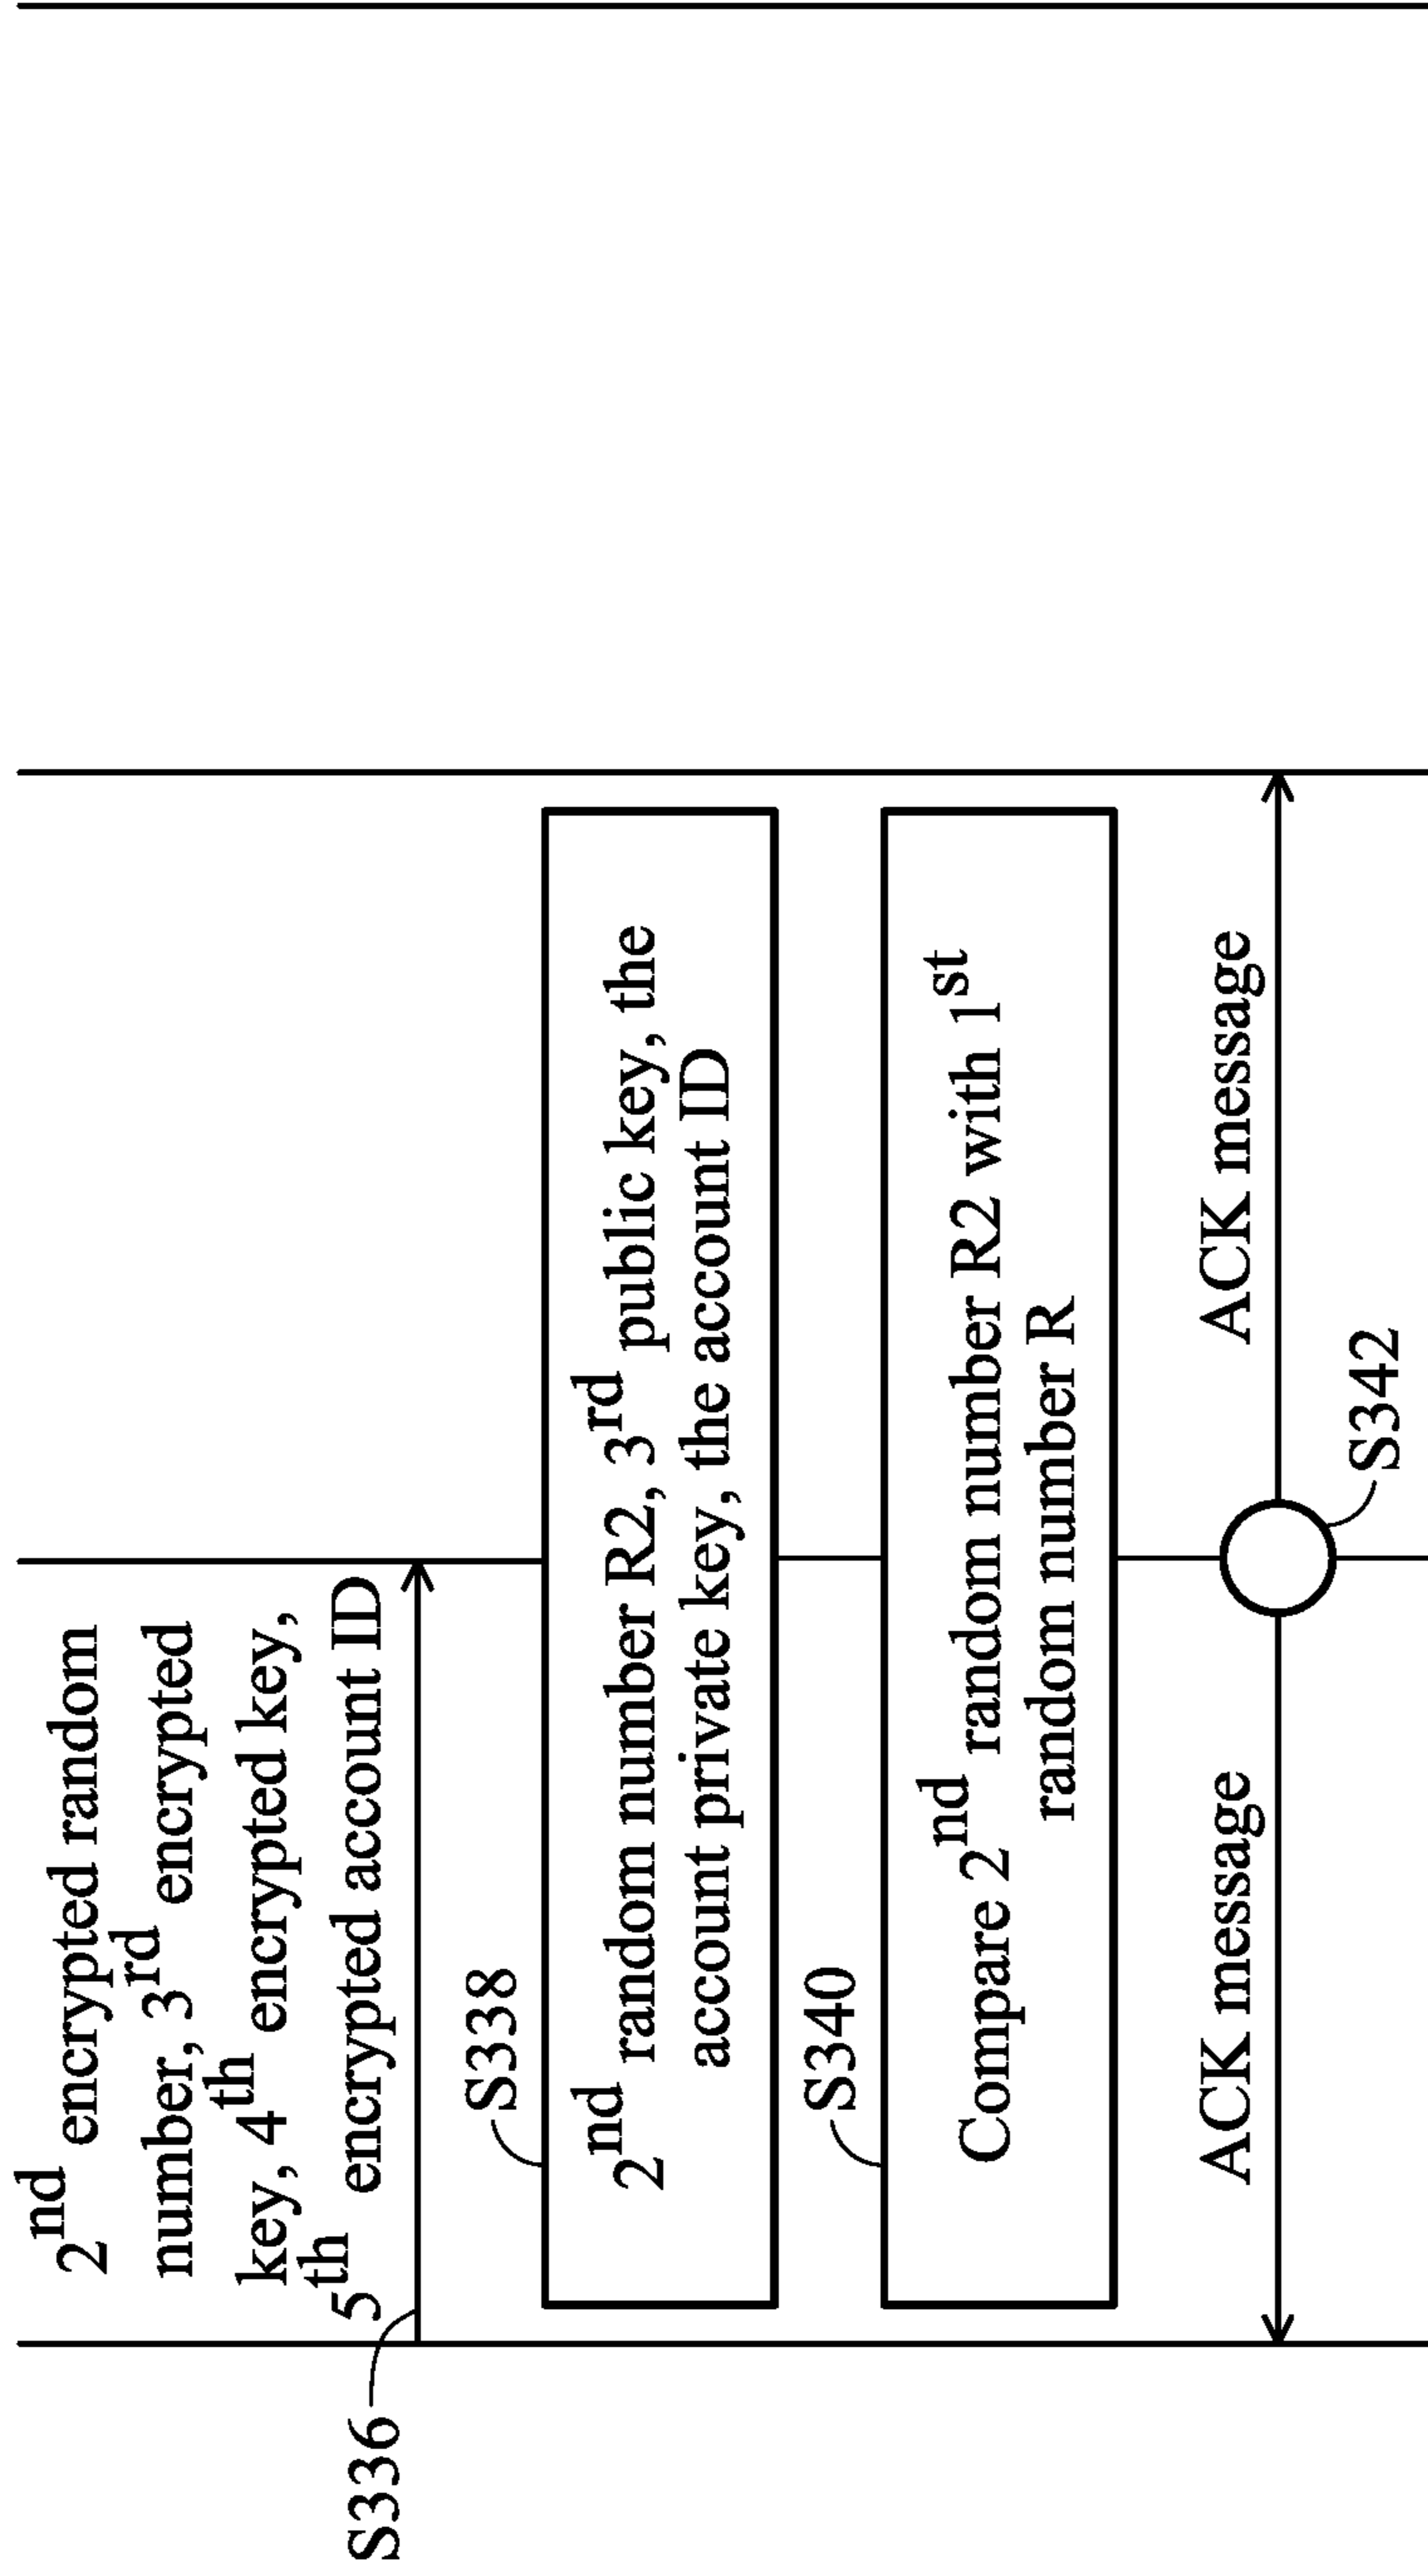 2nd encrypted random
number, 3rd encrypted
key, 4th encrypted key,
5th encrypted account ID
S336
S338
2nd random number R2, 3rd public key, the
account private key, the account ID
S340
Compare 2nd random number R2 with 1st
random number R
ACK message
ACK message
S342